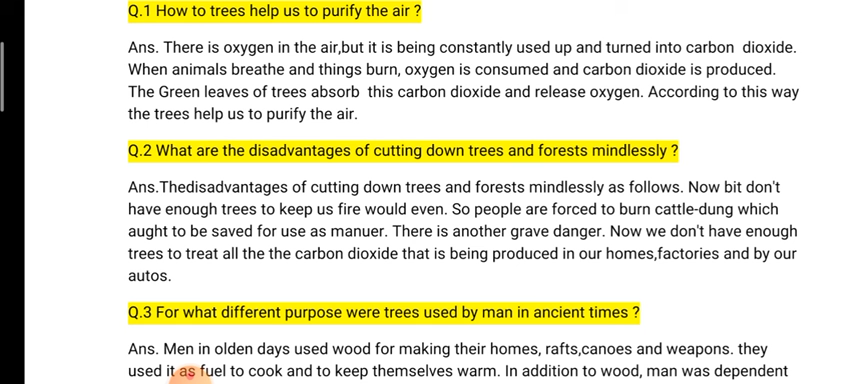 Q.1 How to trees help us to purify the air ?
Ans. There is oxygen in the air,but it is being constantly used up and turned into carbon dioxide.
When animals breathe and things burn, oxygen is consumed and carbon dioxide is produced.
The Green leaves of trees absorb this carbon dioxide and release oxygen. According to this way
the trees help us to purify the air.
Q.2 What are the disadvantages of cutting down trees and forests mindlessly ?
Ans.Thedisadvantages of cutting down trees and forests mindlessly as follows. Now bit don't
have enough trees to keep us fire would even. So people are forced to burn cattle-dung which
aught to be saved for use as manuer. There is another grave danger. Now we don't have enough
trees to treat all the the carbon dioxide that is being produced in our homes,factories and by our
autos.
Q.3 For what different purpose were trees used by man in ancient times ?
Ans. Men in olden days used wood for making their homes, rafts,canoes and weapons. they
used it as fuel to cook and to keep themselves warm. In addition to wood, man was dependent